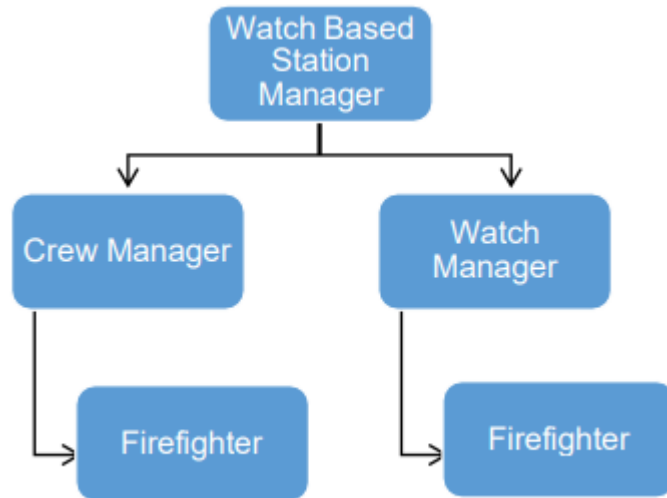 Watch Based
Station
Manager
Crew Manager
Watch
Manager
Firefighter
Firefighter